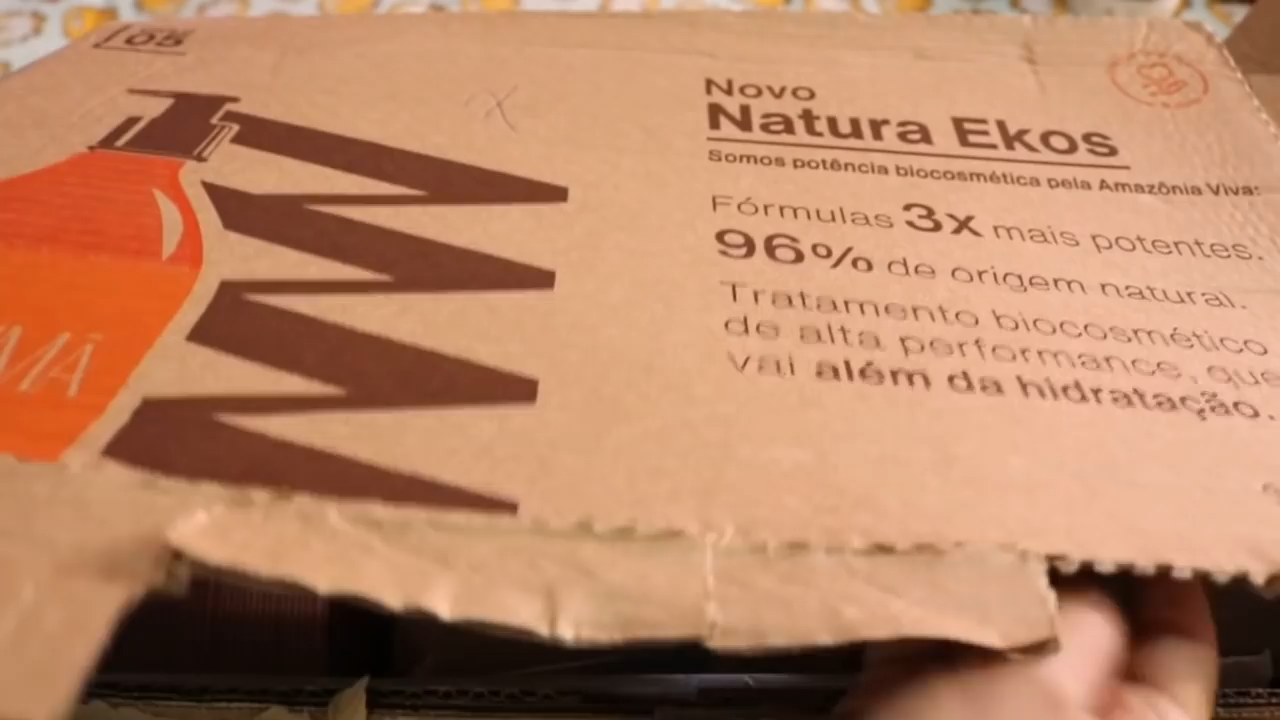 05
Novo
Natura Ekos
Somos potência biocosmética pela Amazônia Viva:
Fórmulas 3x mais potentes.
96% de origem natural.
Tratamento biocosmético
de alta performance, que
vai além da hidratação.